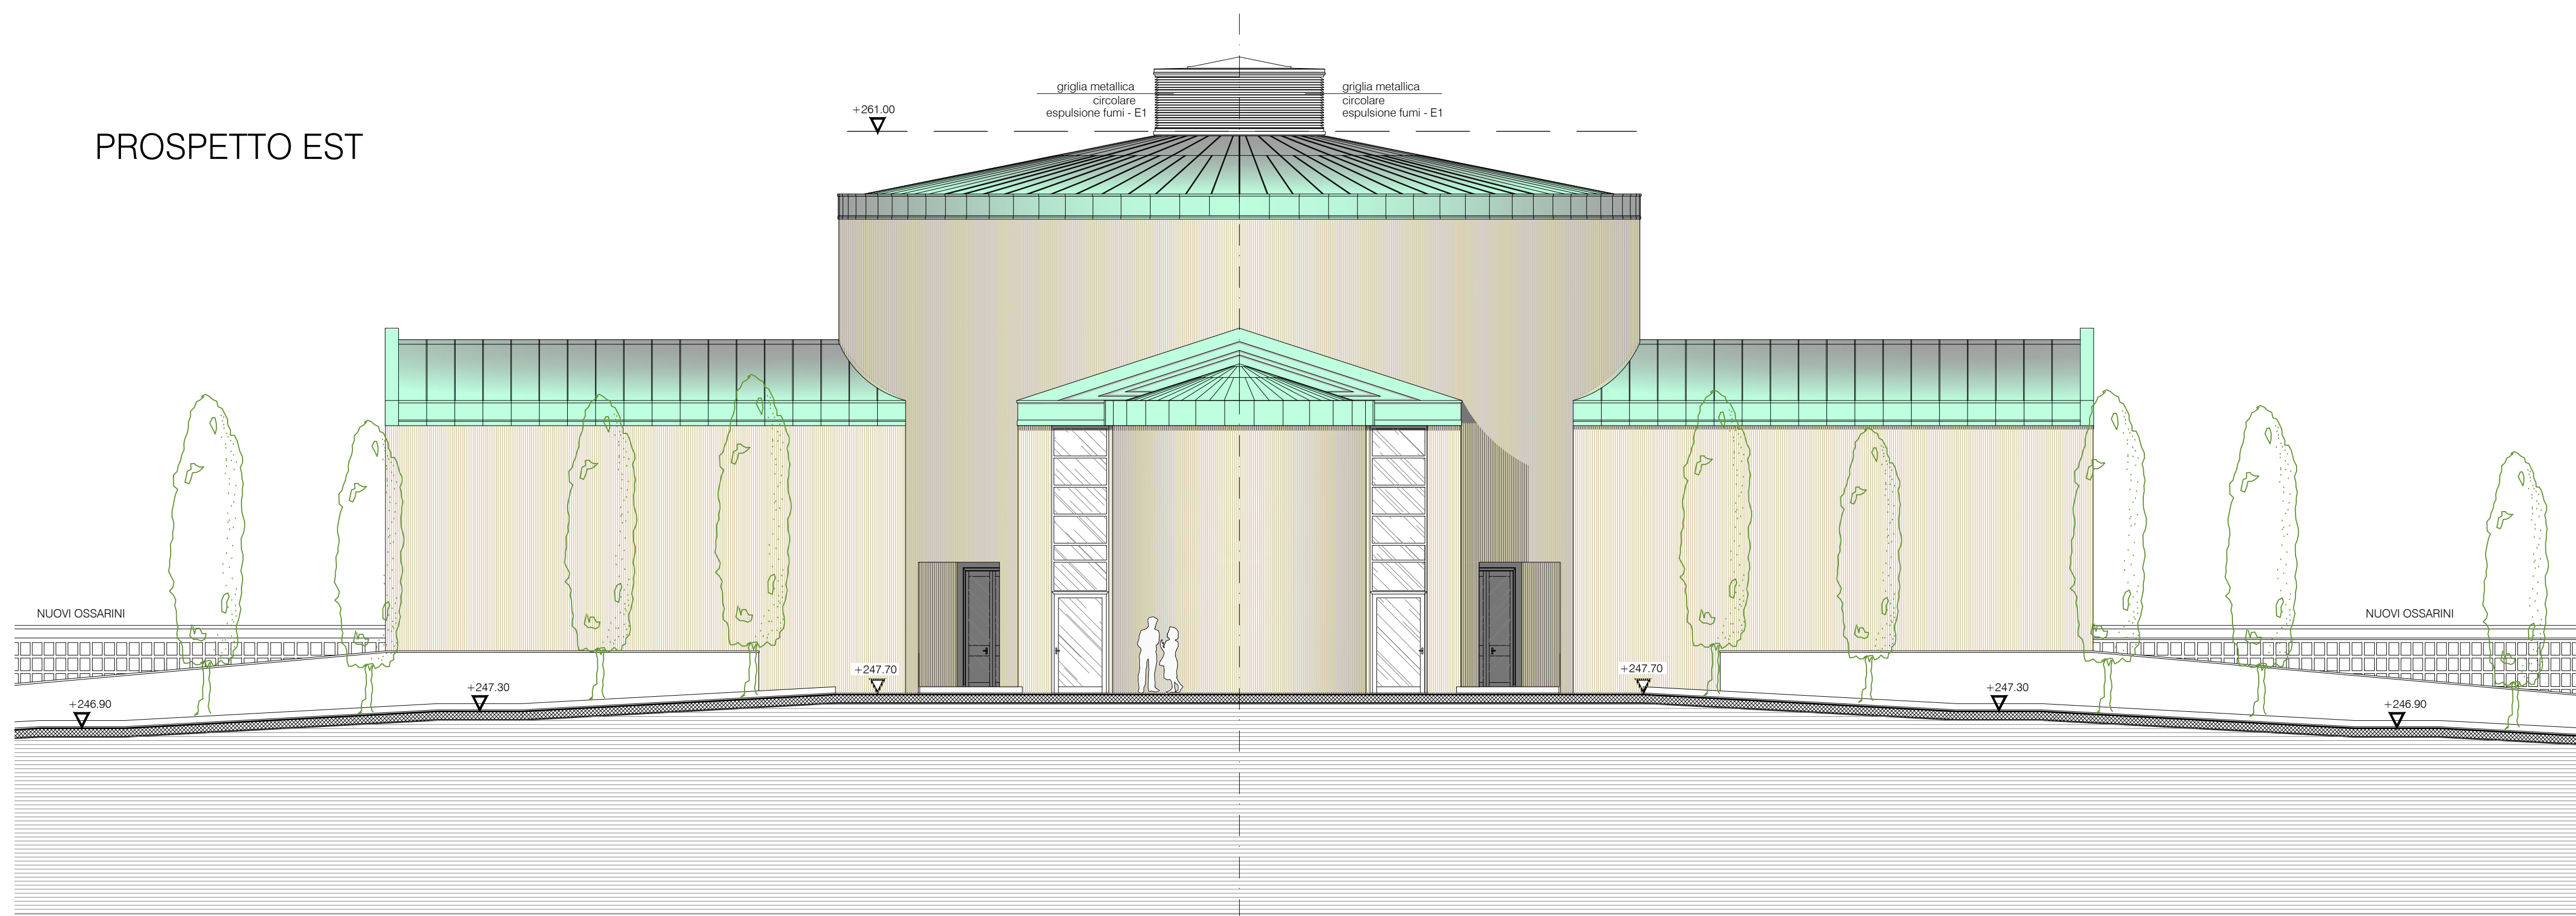 griglia metallica
circolare
espulsione fumi - E1
griglia metallica
circolare
espulsione fumi - E1
+261.00
PROSPETTO EST
NUOVI OSSARINI
NUOVI OSSARINI
+247.70
+247.70
+247.30
+247.30
+246.90
+246.90